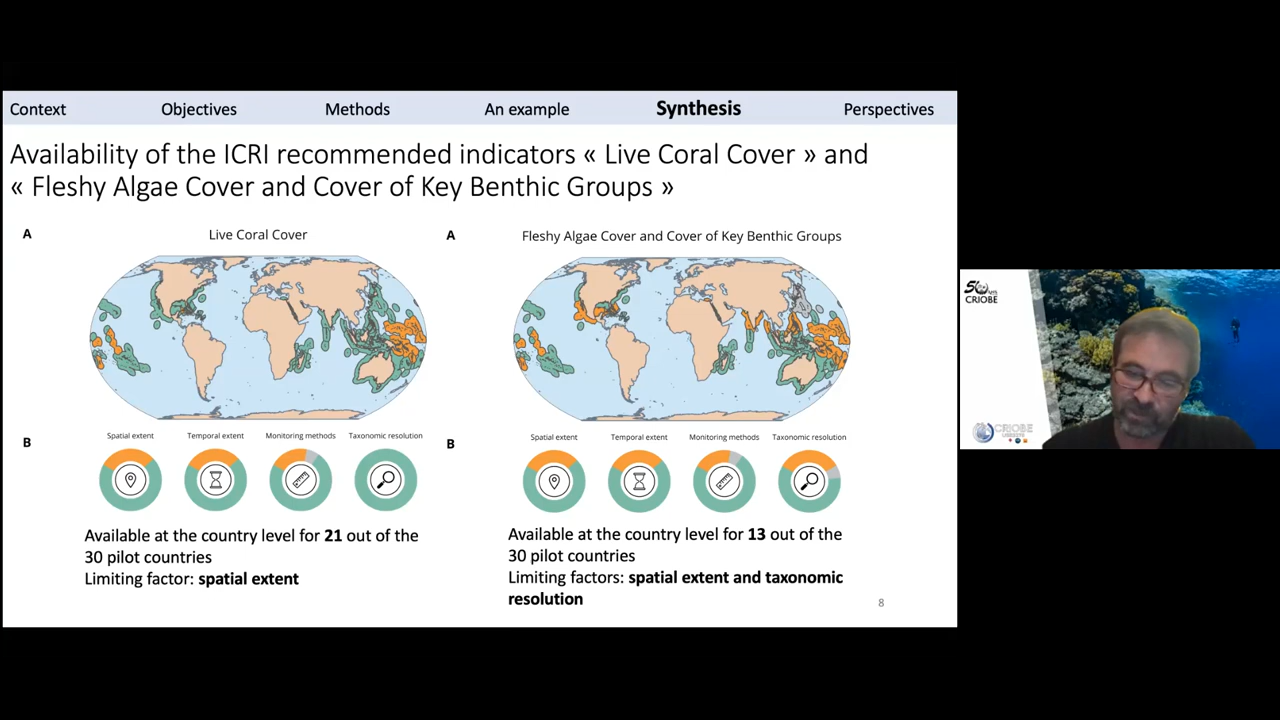 Context Objectives Methods An example Synthesis Perspectives
Availability of the ICRI recommended indicators « Live Coral Cover » and
« Fleshy Algae Cover and Cover of Key Benthic Groups »
A
Live Coral Cover
B
Spatial extent Temporal extent Monitoring methods Taxonomic resolution
Available at the country level for 21 out of the
30 pilot countries
Limiting factor: spatial extent
A
Fleshy Algae Cover and Cover of Key Benthic Groups
B
Spatial extent Temporal extent Monitoring methods Taxonomic resolution
Available at the country level for 13 out of the
30 pilot countries
Limiting factors: spatial extent and taxonomic
resolution
8
CRIOBE
CRIOBE